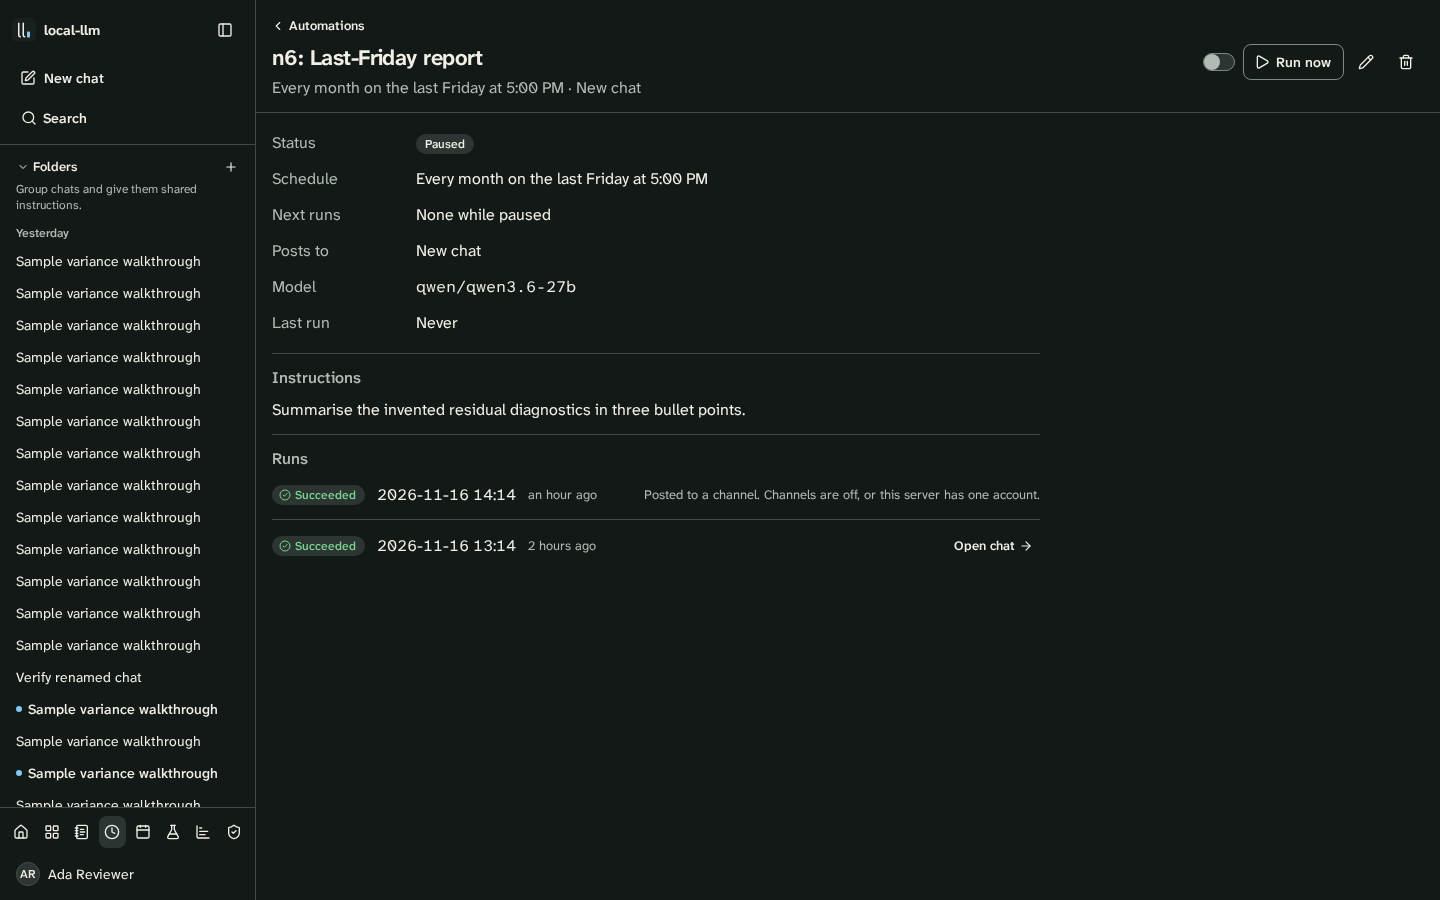 local-llm
New chat
Search
Folders
Group chats and give them shared
instructions.
Yesterday
Sample variance walkthrough
Sample variance walkthrough
Sample variance walkthrough
Sample variance walkthrough
Sample variance walkthrough
Sample variance walkthrough
Sample variance walkthrough
Sample variance walkthrough
Sample variance walkthrough
Sample variance walkthrough
Sample variance walkthrough
Sample variance walkthrough
Sample variance walkthrough
Verify renamed chat
Sample variance walkthrough
Sample variance walkthrough
Sample variance walkthrough
Sample variance walkthrough
AR Ada Reviewer
Automations
n6: Last-Friday report
Every month on the last Friday at 5:00 PM · New chat
Run now
Status Paused
Schedule Every month on the last Friday at 5:00 PM
Next runs None while paused
Posts to New chat
Model qwen/qwen3.6-27b
Last run Never
Instructions
Summarise the invented residual diagnostics in three bullet points.
Runs
Succeeded 2026-11-16 14:14 an hour ago Posted to a channel. Channels are off, or this server has one account.
Succeeded 2026-11-16 13:14 2 hours ago Open chat